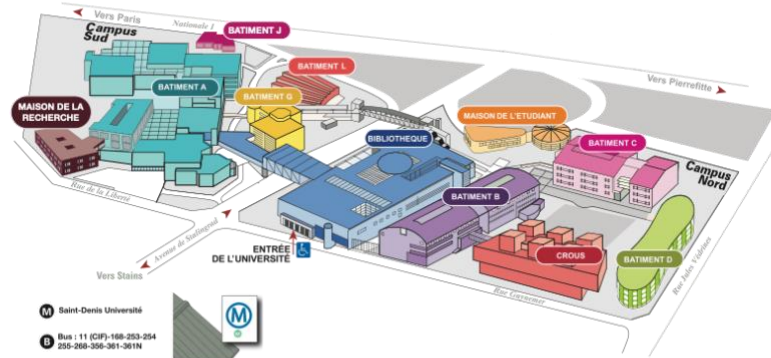 Vers Paris
Nationale 1
Campus
Sud
BATIMENT J
BATIMENT L
Vers Pierrefitte
BATIMENT A
BATIMENT G
MAISON DE LA
RECHERCHE
MAISON DE L'ETUDIANT
BIBLIOTHEQUE
BATIMENT C
Campus
Nord
Rue de la Liberté
BATIMENT B
Avenue de Stalingrad
ENTRÉE
DE L'UNIVERSITÉ
CROUS
BATIMENT D
Rue Jules Védrines
Vers Stains
Rue Guynemer
M Saint-Denis Université
M
B Bus : 11 (CIF)-168-253-254
255-268-356-361-361N